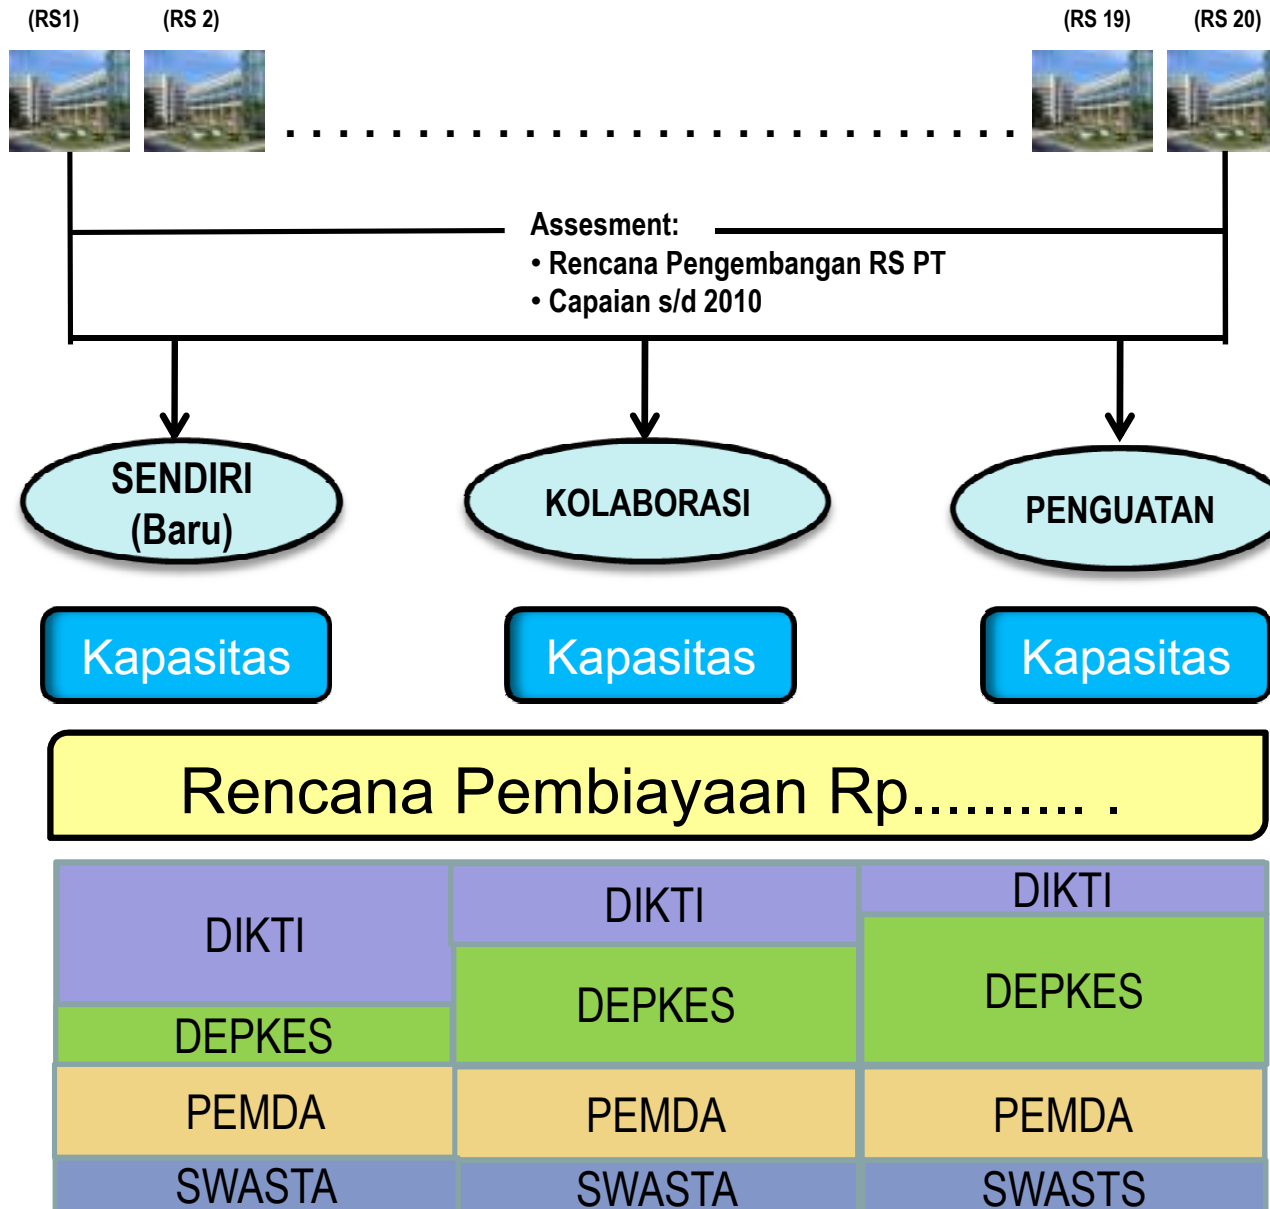 (RS1) (RS 2) (RS 19) (RS 20)
. . . . . . . . . . . . . . . . . . . . . . . . . . . .
Assesment:
• Rencana Pengembangan RS PT
• Capaian s/d 2010
SENDIRI
(Baru)
KOLABORASI
PENGUATAN
Kapasitas Kapasitas Kapasitas
Rencana Pembiayaan Rp.......... .
DIKTI DIKTI DIKTI
DEPKES DEPKES DEPKES
PEMDA PEMDA PEMDA
SWASTA SWASTA SWASTS